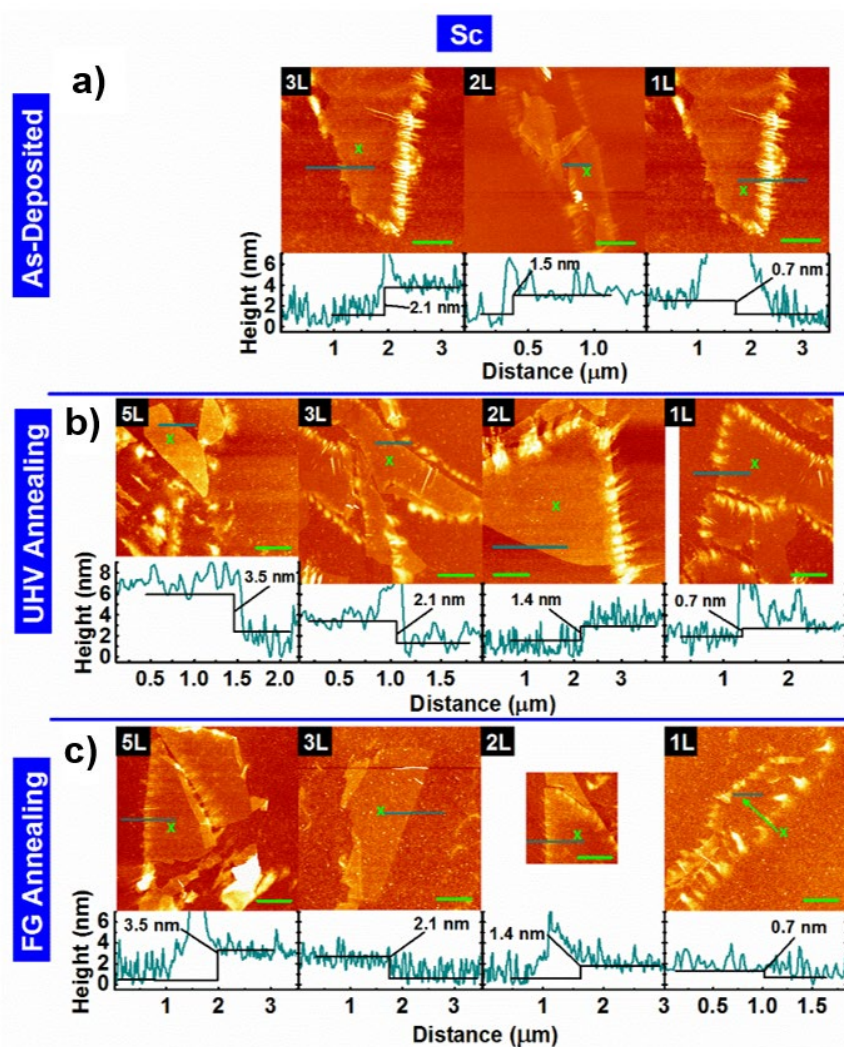 Sc
a)
As-Deposited
3L
2L
1L
x
x
x
Height (nm)
6
4
2
0
2.1 nm
1.5 nm
0.7 nm
1 2 3
0.5 1.0
1 2 3
Distance (μm)
b)
UHV Annealing
5L
3L
2L
1L
x
x
x
x
Height (nm)
8
6
4
2
0
3.5 nm
2.1 nm
1.4 nm
0.7 nm
0.5 1.0 1.5 2.0
0.5 1.0 1.5
1 2 3
1 2
Distance (μm)
c)
FG Annealing
5L
3L
2L
1L
x
x
x
x
Height (nm)
6
4
2
0
3.5 nm
2.1 nm
1.4 nm
0.7 nm
1 2 3
1 2 3
1 2 3
0.5 1.0 1.5
Distance (μm)